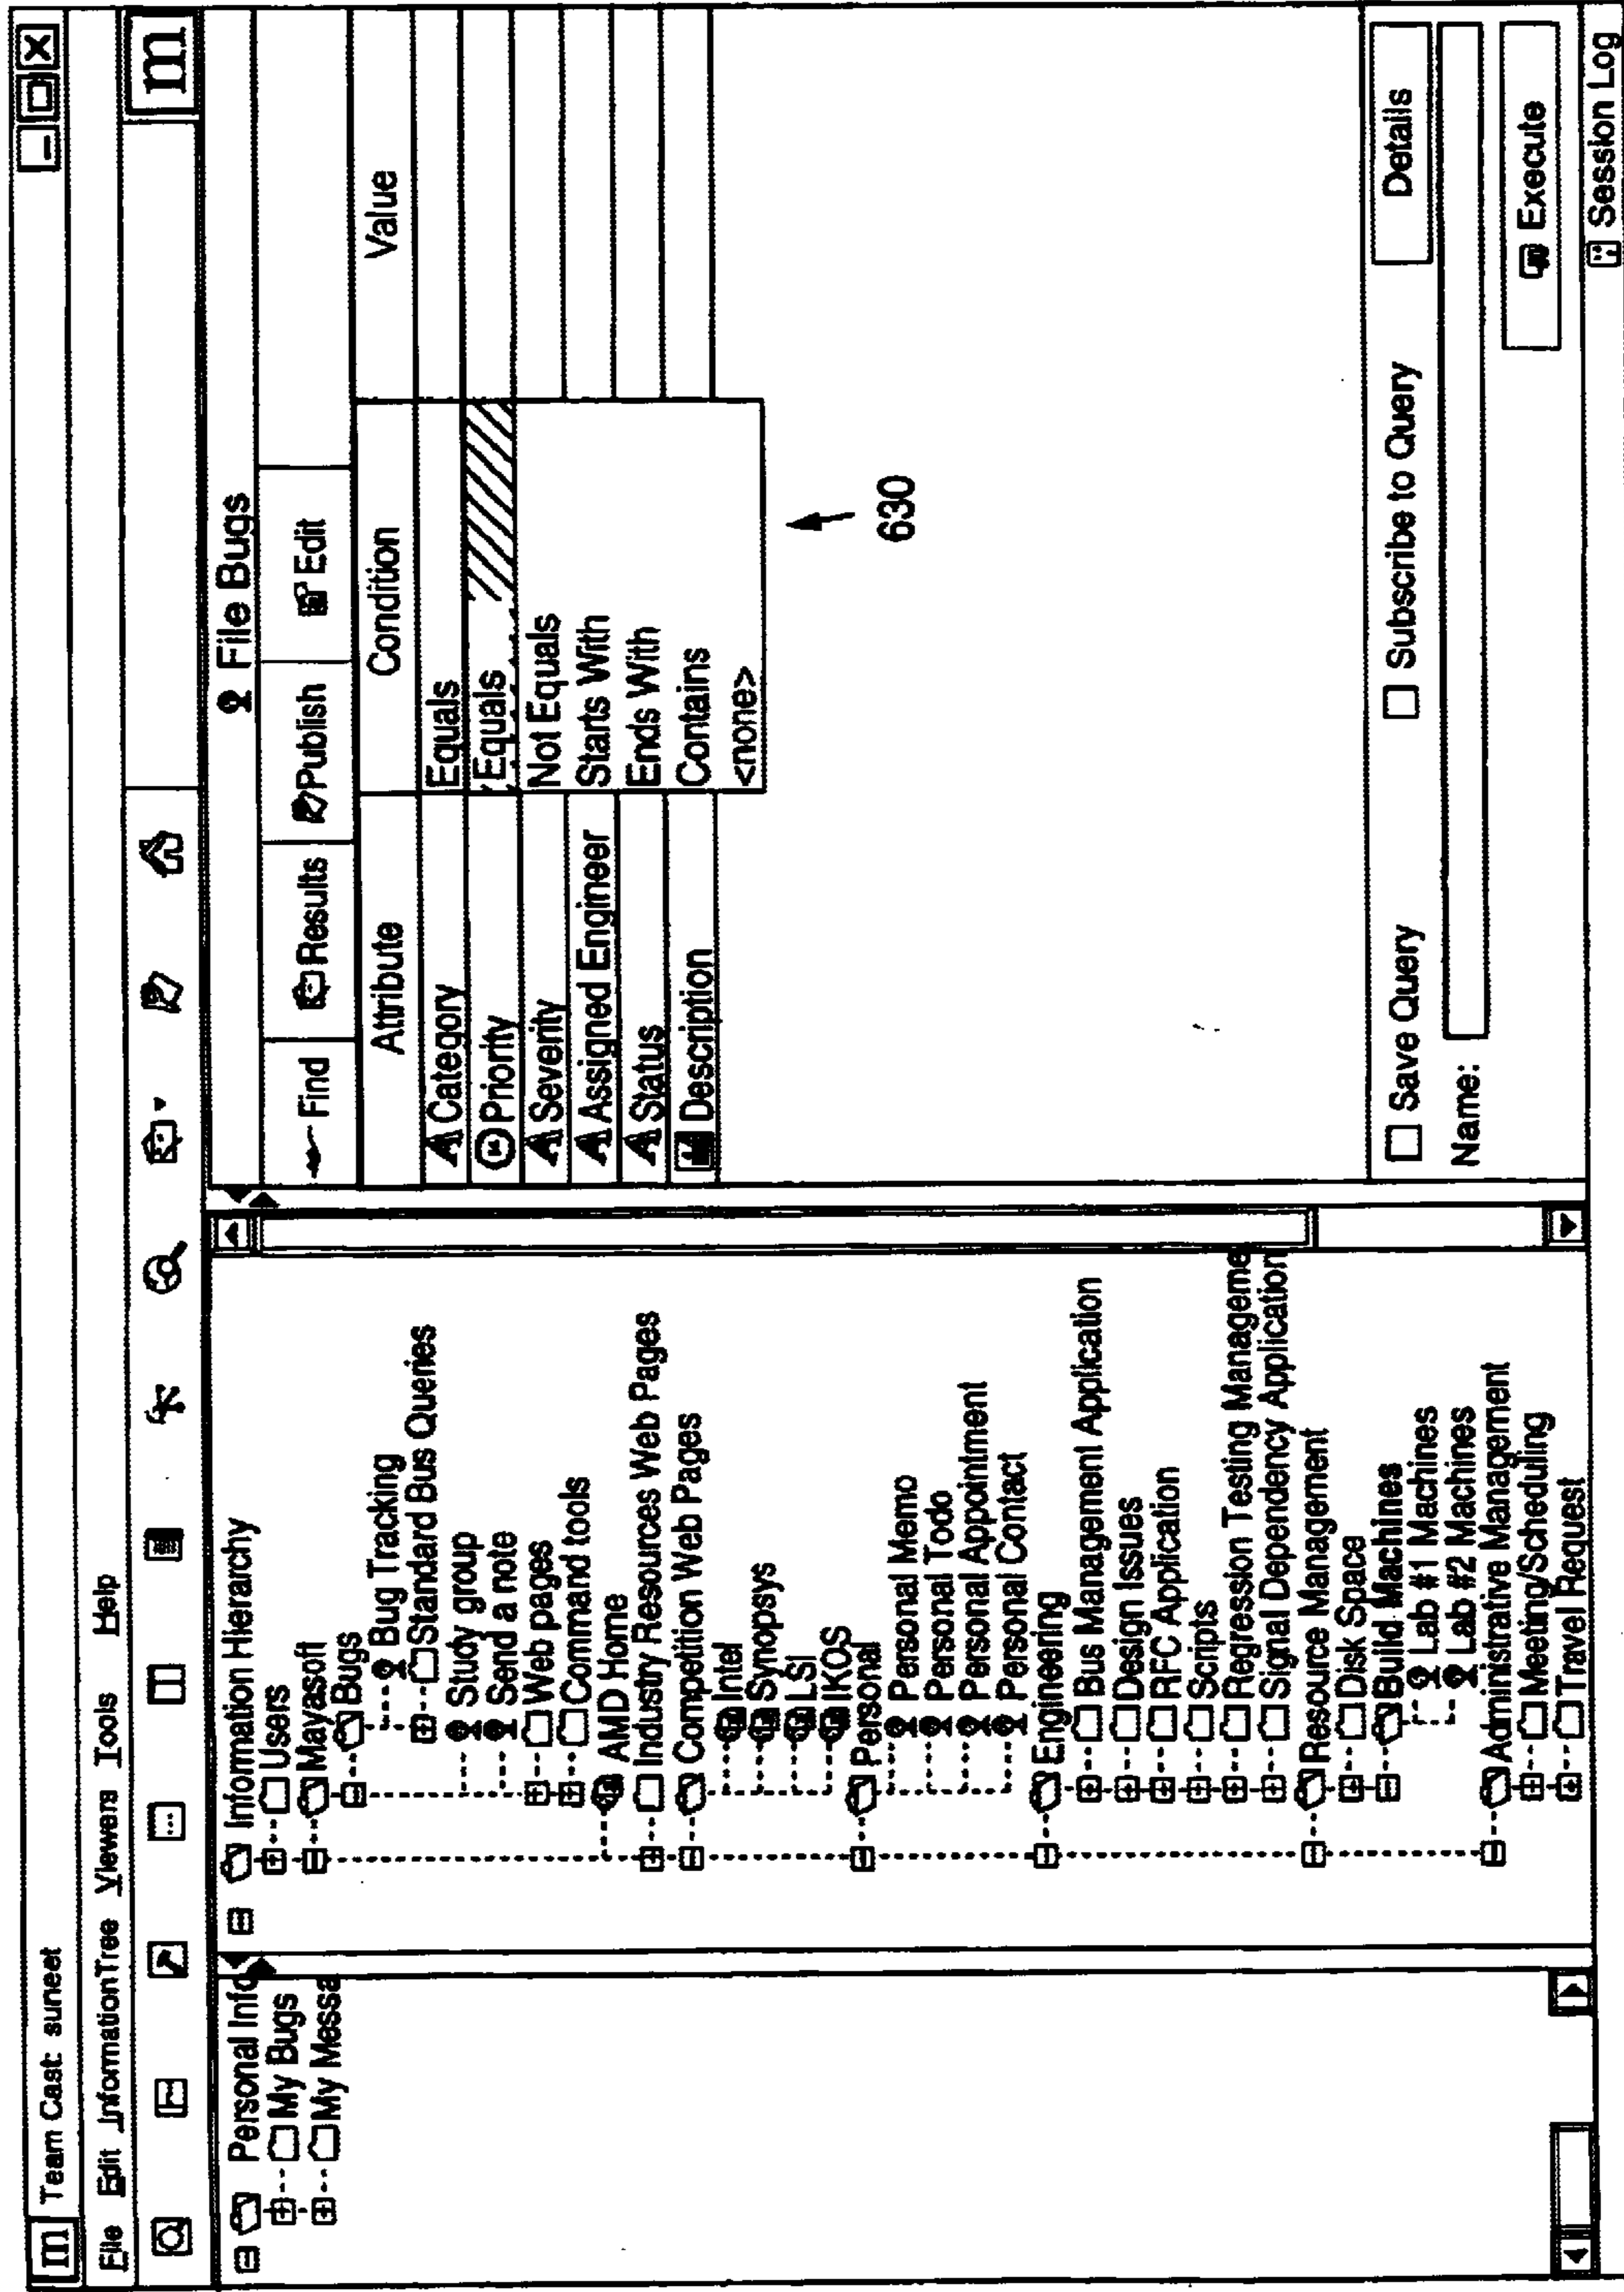 m Team Cast: suneet
File Edit InformationTree Viewers Tools Help
m
Personal Info
My Bugs
My Messa
Information Hierarchy
Users
Mayasoft
Bugs
Bug Tracking
Standard Bus Queries
Study group
Send a note
Web pages
Command tools
AMD Home
Industry Resources Web Pages
Competition Web Pages
Intel
Synopsys
LSI
IKOS
Personal
Personal Memo
Personal Todo
Personal Appointment
Personal Contact
Engineering
Bus Management Application
Design Issues
RFC Application
Scripts
Regression Testing Manageme
Signal Dependency Application
Resource Management
Disk Space
Build Machines
Lab #1 Machines
Lab #2 Machines
Administrative Management
Meeting/Scheduling
Travel Request
File Bugs
Find Results Publish Edit
Attribute Condition Value
Category Equals
Priority Equals
Severity Not Equals
Assigned Engineer Starts With
Status Ends With
Description Contains
<none>
630
Save Query Subscribe to Query Details
Name:
Execute
Session Log